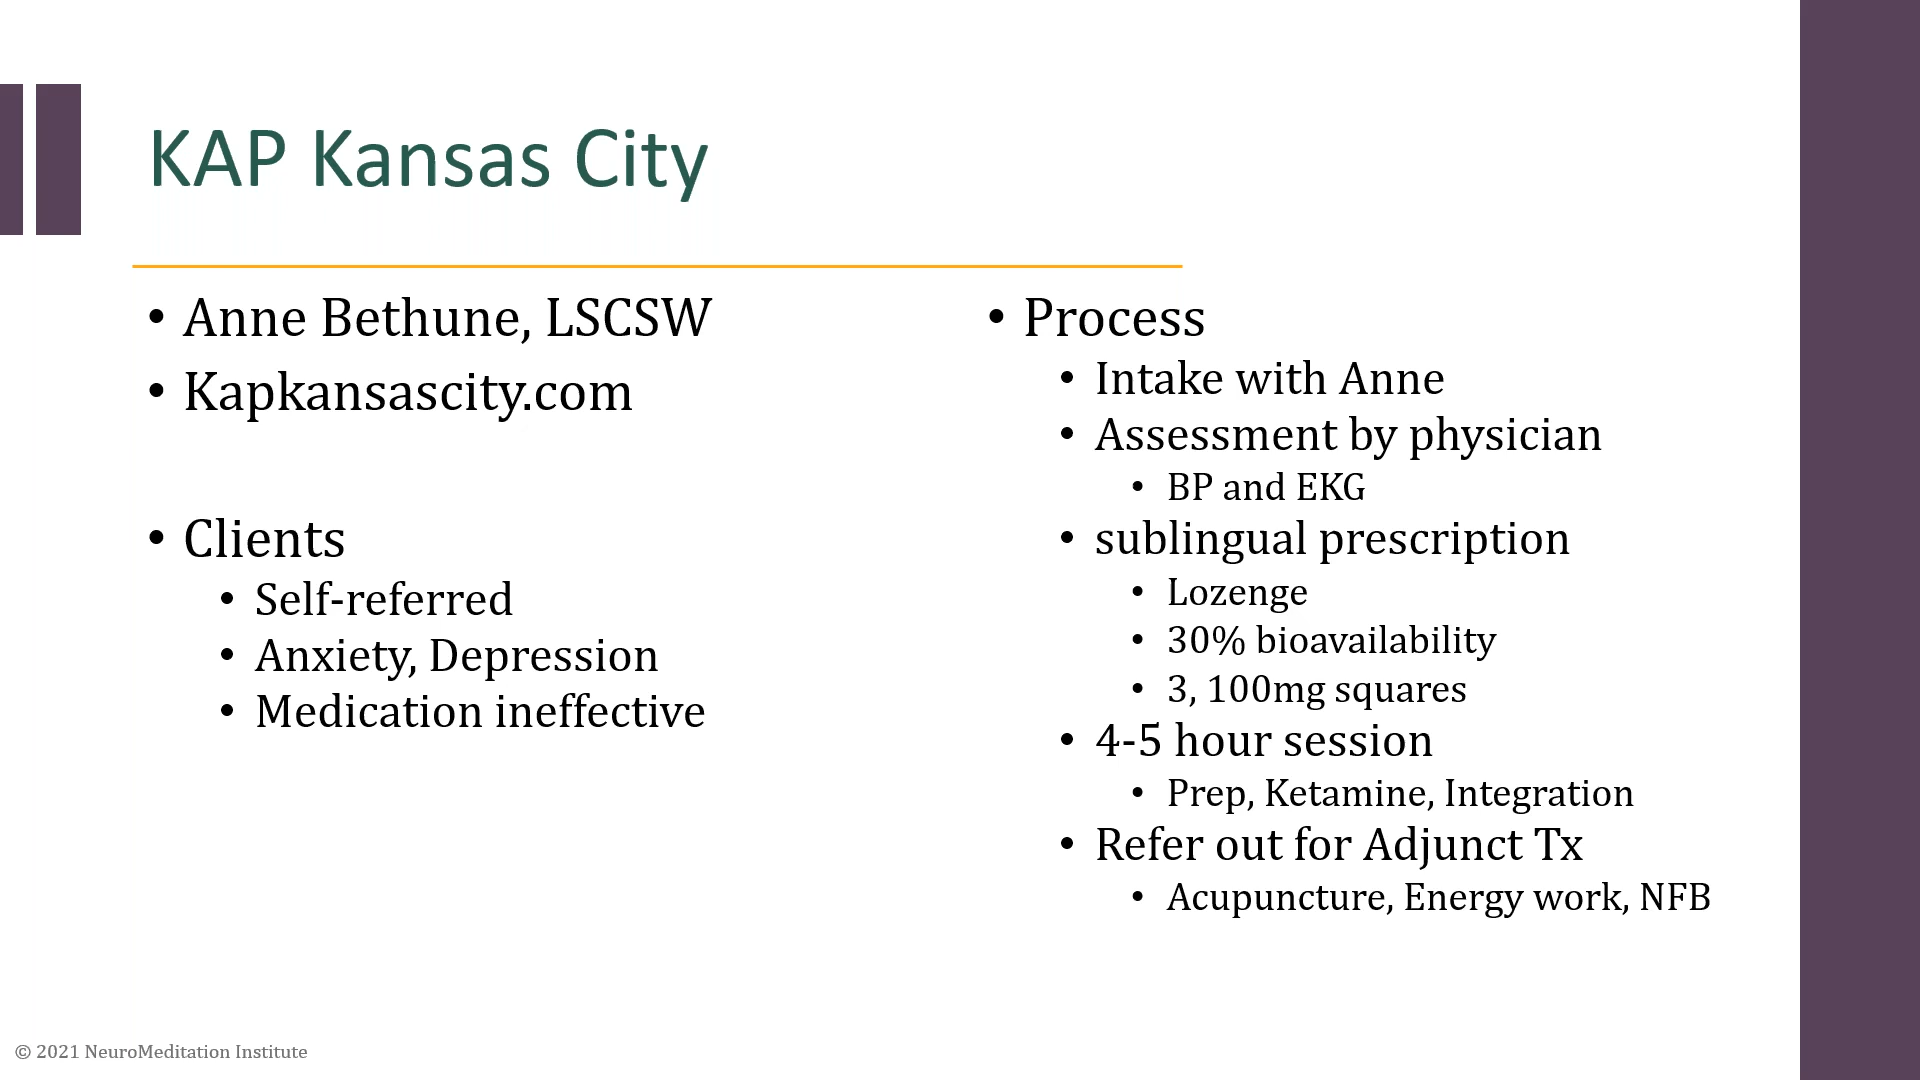 KAP Kansas City
• Anne Bethune, LSCSW
• Kapkansascity.com
• Clients
• Self-referred
• Anxiety, Depression
• Medication ineffective
• Process
• Intake with Anne
• Assessment by physician
• BP and EKG
• sublingual prescription
• Lozenge
• 30% bioavailability
• 3, 100mg squares
• 4-5 hour session
• Prep, Ketamine, Integration
• Refer out for Adjunct Tx
• Acupuncture, Energy work, NFB
© 2021 NeuroMeditation Institute